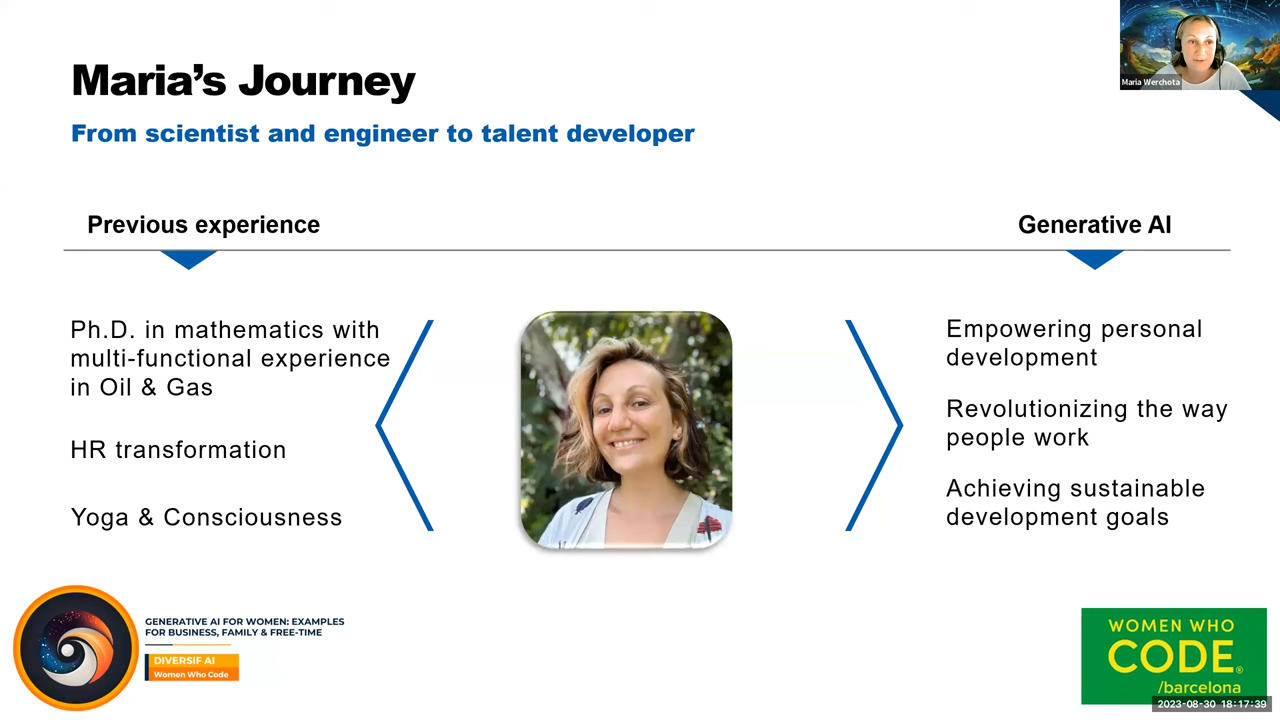 Maria's Journey
From scientist and engineer to talent developer
Maria Werchota
Previous experience
Generative AI
Ph.D. in mathematics with
multi-functional experience
in Oil & Gas
HR transformation
Yoga & Consciousness
Empowering personal
development
Revolutionizing the way
people work
Achieving sustainable
development goals
GENERATIVE AI FOR WOMEN: EXAMPLES
FOR BUSINESS, FAMILY & FREE-TIME
DIVERSIF AI
Women Who Code
WOMEN WHO
CODE®
/barcelona
2023-08-30 18:17:39